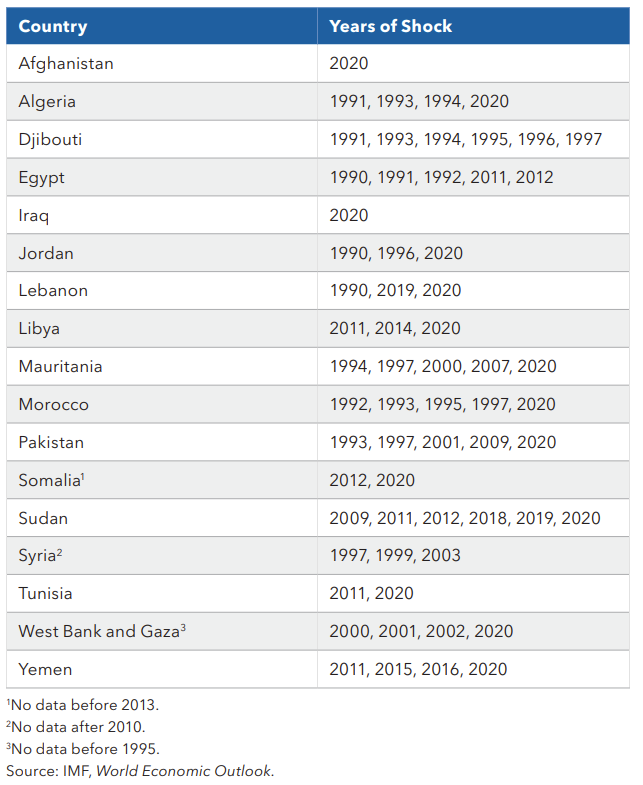 Country Years of Shock
Afghanistan 2020
Algeria 1991, 1993, 1994, 2020
Djibouti 1991, 1993, 1994, 1995, 1996, 1997
Egypt 1990, 1991, 1992, 2011, 2012
Iraq 2020
Jordan 1990, 1996, 2020
Lebanon 1990, 2019, 2020
Libya 2011, 2014, 2020
Mauritania 1994, 1997, 2000, 2007, 2020
Morocco 1992, 1993, 1995, 1997, 2020
Pakistan 1993, 1997, 2001, 2009, 2020
Somalia¹ 2012, 2020
Sudan 2009, 2011, 2012, 2018, 2019, 2020
Syria² 1997, 1999, 2003
Tunisia 2011, 2020
West Bank and Gaza³ 2000, 2001, 2002, 2020
Yemen 2011, 2015, 2016, 2020
¹No data before 2013.
²No data after 2010.
³No data before 1995.
Source: IMF, World Economic Outlook.